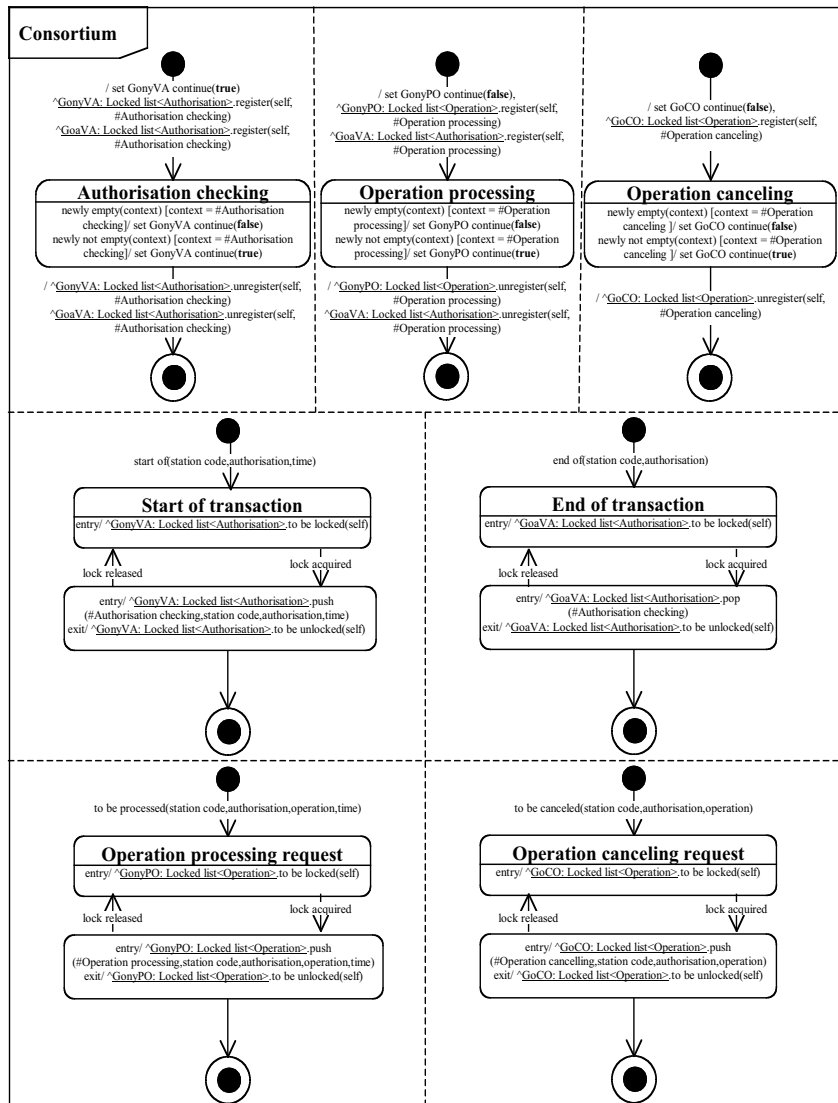 Consortium
/ set GonyVA continue(true)
^GonyVA: Locked list<Authorisation>.register(self,
#Authorisation checking)
^GoaVA: Locked list<Authorisation>.register(self,
#Authorisation checking)
Authorisation checking
newly empty(context) [context = #Authorisation
checking]/ set GonyVA continue(false)
newly not empty(context) [context = #Authorisation
checking]/ set GonyVA continue(true)
/ ^GonyVA: Locked list<Authorisation>.unregister(self,
#Authorisation checking)
^GoaVA: Locked list<Authorisation>.unregister(self,
#Authorisation checking)
/ set GonyPO continue(false),
^GonyPO: Locked list<Operation>.register(self,
#Operation processing)
^GoaVA: Locked list<Authorisation>.register(self,
#Operation processing)
Operation processing
newly empty(context) [context = #Operation
processing]/ set GonyPO continue(false)
newly not empty(context) [context = #Operation
processing]/ set GonyPO continue(true)
/ ^GonyPO: Locked list<Operation>.unregister(self,
#Operation processing)
^GoaVA: Locked list<Authorisation>.unregister(self,
#Operation processing)
/ set GoCO continue(false),
^GoCO: Locked list<Operation>.register(self,
#Operation canceling)
Operation canceling
newly empty(context) [context = #Operation
canceling ]/ set GoCO continue(false)
newly not empty(context) [context = #Operation
canceling ]/ set GoCO continue(true)
/ ^GoCO: Locked list<Operation>.unregister(self,
#Operation canceling)
start of(station code,authorisation,time)
Start of transaction
entry/ ^GonyVA: Locked list<Authorisation>.to be locked(self)
lock released
lock acquired
entry/ ^GonyVA: Locked list<Authorisation>.push
(#Authorisation checking,station code,authorisation,time)
exit/ ^GonyVA: Locked list<Authorisation>.to be unlocked(self)
end of(station code,authorisation)
End of transaction
entry/ ^GoaVA: Locked list<Authorisation>.to be locked(self)
lock released
lock acquired
entry/ ^GoaVA: Locked list<Authorisation>.pop
(#Authorisation checking)
exit/ ^GoaVA: Locked list<Authorisation>.to be unlocked(self)
to be processed(station code,authorisation,operation,time)
Operation processing request
entry/ ^GonyPO: Locked list<Operation>.to be locked(self)
lock released
lock acquired
entry/ ^GonyPO: Locked list<Operation>.push
(#Operation processing,station code,authorisation,operation,time)
exit/ ^GonyPO: Locked list<Operation>.to be unlocked(self)
to be canceled(station code,authorisation,operation)
Operation canceling request
entry/ ^GoCO: Locked list<Operation>.to be locked(self)
lock released
lock acquired
entry/ ^GoCO: Locked list<Operation>.push
(#Operation cancelling,station code,authorisation,operation)
exit/ ^GoCO: Locked list<Operation>.to be unlocked(self)